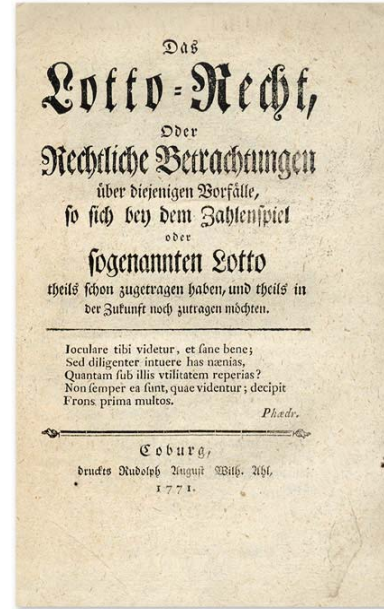 Das
Lotto-Recht,
Oder
Rechtliche Betrachtungen
über diejenigen Vorfälle,
so sich bey dem Zahlenspiel
oder
sogenannten Lotto
theils schon zugetragen haben, und theils in
der Zukunft noch zutragen möchten.
Ioculare tibi videtur, et sane bene;
Sed diligenter intuere has nænias,
Quantam sub illis vtilitatem reperias?
Non semper ea sunt, quae videntur; decipit
Frons prima multos.
Phædr.
Coburg,
druckts Rudolph August Wilh. Ahl,
1771.